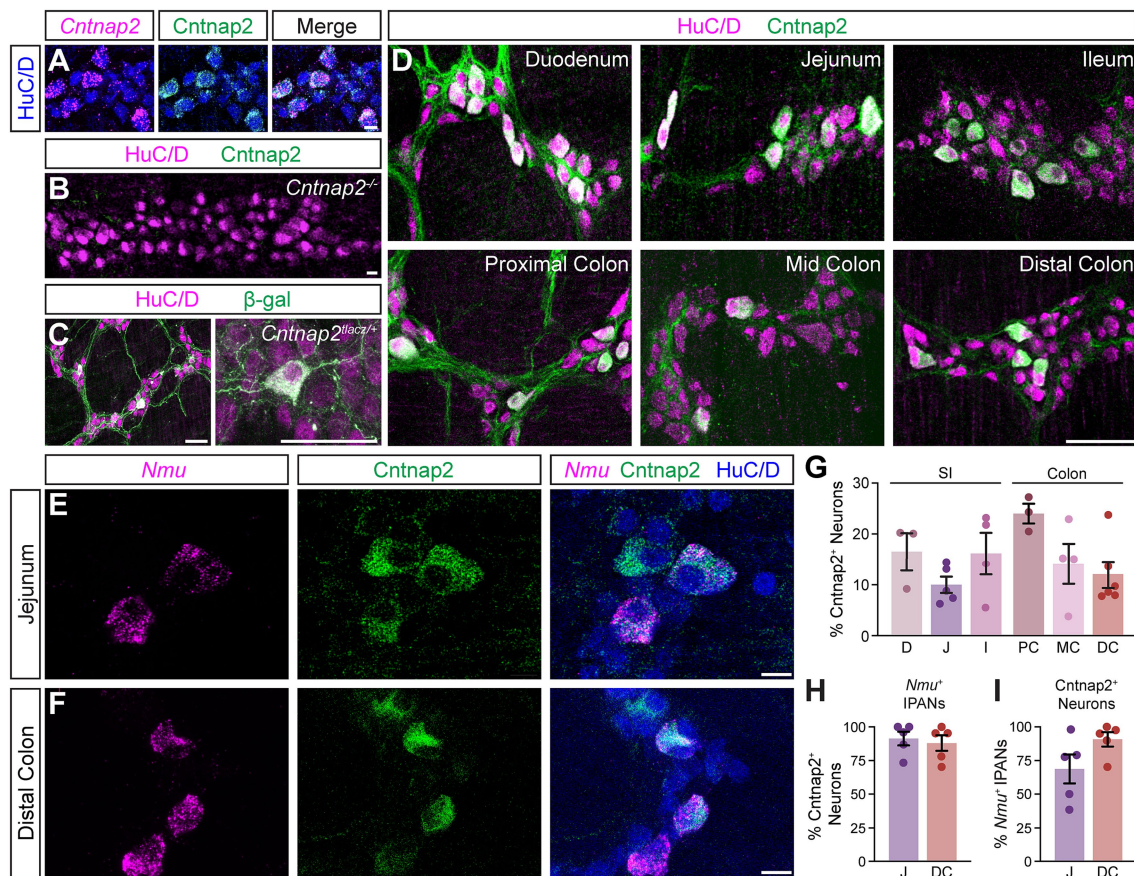 Cntnap2 Cntnap2 Merge
HuC/D
A
HuC/D Cntnap2
B Cntnap2-/-
HuC/D β-gal
C Cntnap2tlacz/+
HuC/D Cntnap2
D Duodenum Jejunum Ileum
Proximal Colon Mid Colon Distal Colon
Nmu Cntnap2 Nmu Cntnap2 HuC/D
Jejunum
E
Distal Colon
F
G
SI Colon
% Cntnap2+ Neurons
30
20
10
0
D J I PC MC DC
H
Nmu+
IPANs
% Cntnap2+
Neurons
100
75
50
25
0
J DC
I
Cntnap2+
Neurons
% Nmu+ IPANs
100
75
50
25
0
J DC